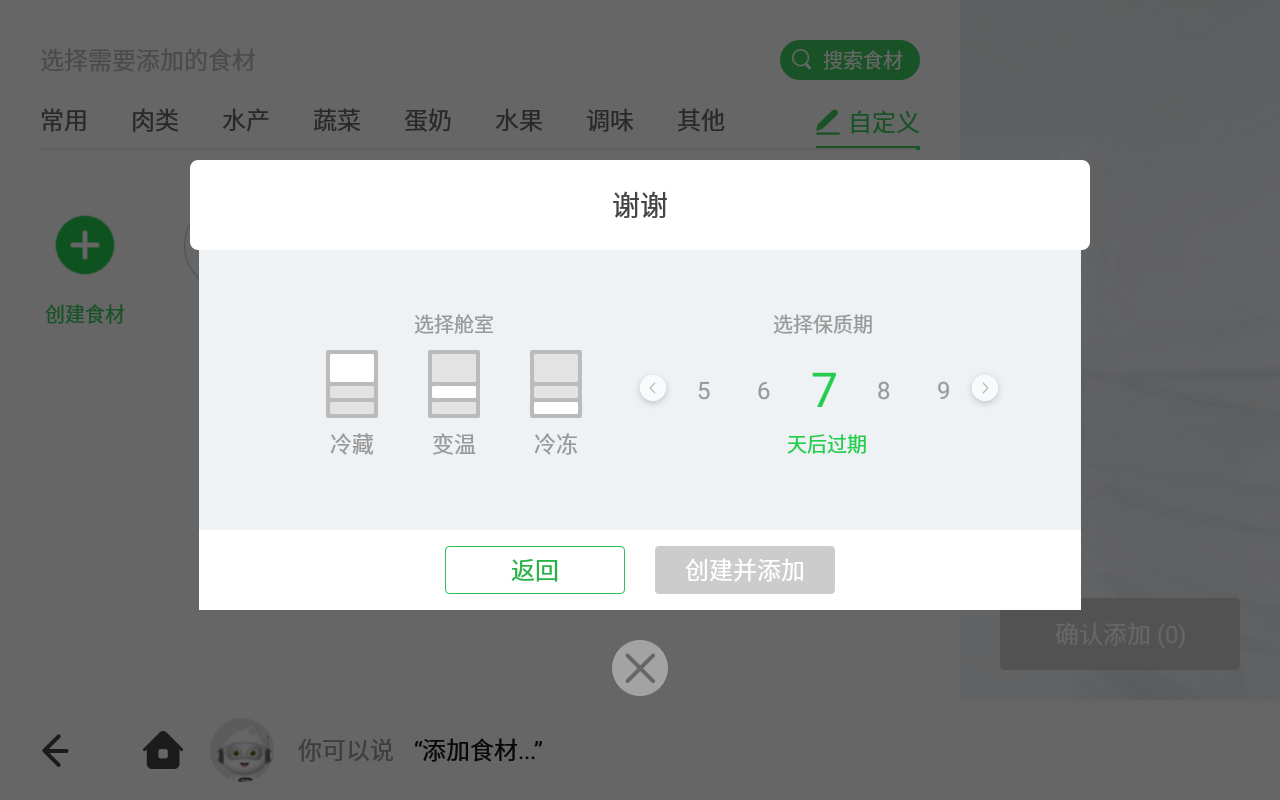 选择需要添加的食材
搜索食材
常用 肉类 水产 蔬菜 蛋奶 水果 调味 其他 自定义
谢谢
创建食材
选择舱室 选择保质期
5 6 7 8 9
冷藏 变温 冷冻 天后过期
返回 创建并添加
确认添加 (0)
你可以说 “添加食材...”